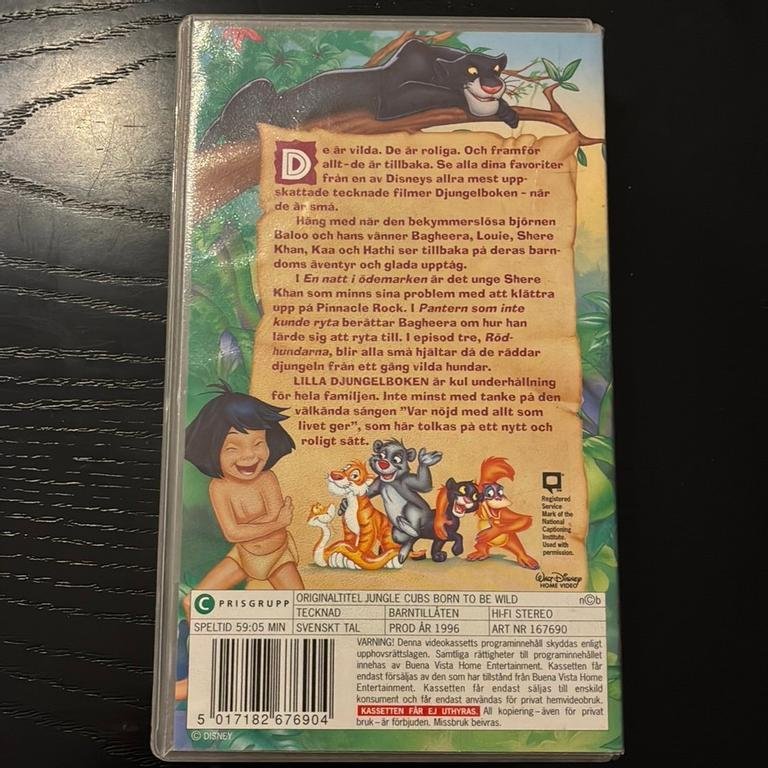 De är vilda. De är roliga. Och framför
allt-de är tillbaka. Se alla dina favoriter
från en av Disneys allra mest upp-
skattade tecknade filmer Djungelboken - när
de är små.
Häng med när den bekymmerslösa björnen
Baloo och hans vänner Bagheera, Louie, Shere
Khan, Kaa och Hathi ser tillbaka på deras barn-
doms äventyr och glada upptåg.
I En natt i ödemarken är det unge Shere
Khan som minns sina problem med att klättra
upp på Pinnacle Rock. I Pantern som inte
kunde ryta berättar Bagheera om hur han
lärde sig att ryta till. I episod tre, Röd-
hundarna, blir alla små hjältar då de räddar
djungeln från ett gäng vilda hundar.
LILLA DJUNGELBOKEN är kul underhållning
för hela familjen. Inte minst med tanke på den
välkända sången "Var nöjd med allt som
livet ger", som här tolkas på ett nytt och
roligt sätt.
Registered
Service
Mark of the
National
Captioning
Institute.
Used with
permission.
Walt Disney
HOME VIDEO
C PRISGRUPP
ORIGINALTITEL JUNGLE CUBS BORN TO BE WILD
n©b
TECKNAD BARNTILLÅTEN HI-FI STEREO
SPELTID 59:05 MIN SVENSKT TAL PROD ÅR 1996 ART NR 167690
VARNING! Denna videokassetts programinnehåll skyddas enligt
upphovsrättslagen. Samtliga rättigheter till programinnehållet
innehas av Buena Vista Home Entertainment. Kassetten får
endast försäljas av den som har tillstånd från Buena Vista Home
Entertainment. Kassetten får endast säljas till enskild
konsument och får endast användas för privat hemvideobruk.
KASSETTEN FÅR EJ UTHYRAS. All kopiering-även för privat
bruk-är förbjuden. Missbruk beivras.
5 017182 676904
© DISNEY